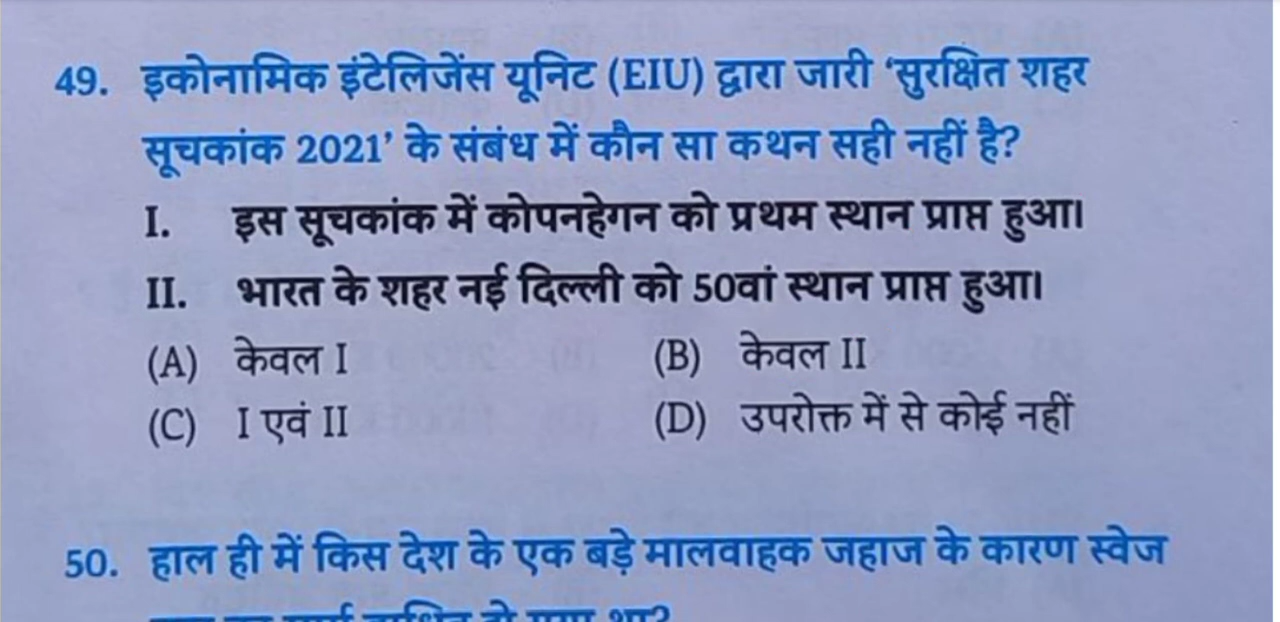 49. इकोनामिक इंटेलिजेंस यूनिट (EIU) द्वारा जारी ‘सुरक्षित शहर
सूचकांक 2021’ के संबंध में कौन सा कथन सही नहीं है?
I. इस सूचकांक में कोपनहेगन को प्रथम स्थान प्राप्त हुआ।
II. भारत के शहर नई दिल्ली को 50वां स्थान प्राप्त हुआ।
(A) केवल I (B) केवल II
(C) I एवं II (D) उपरोक्त में से कोई नहीं
50. हाल ही में किस देश के एक बड़े मालवाहक जहाज के कारण स्वेज